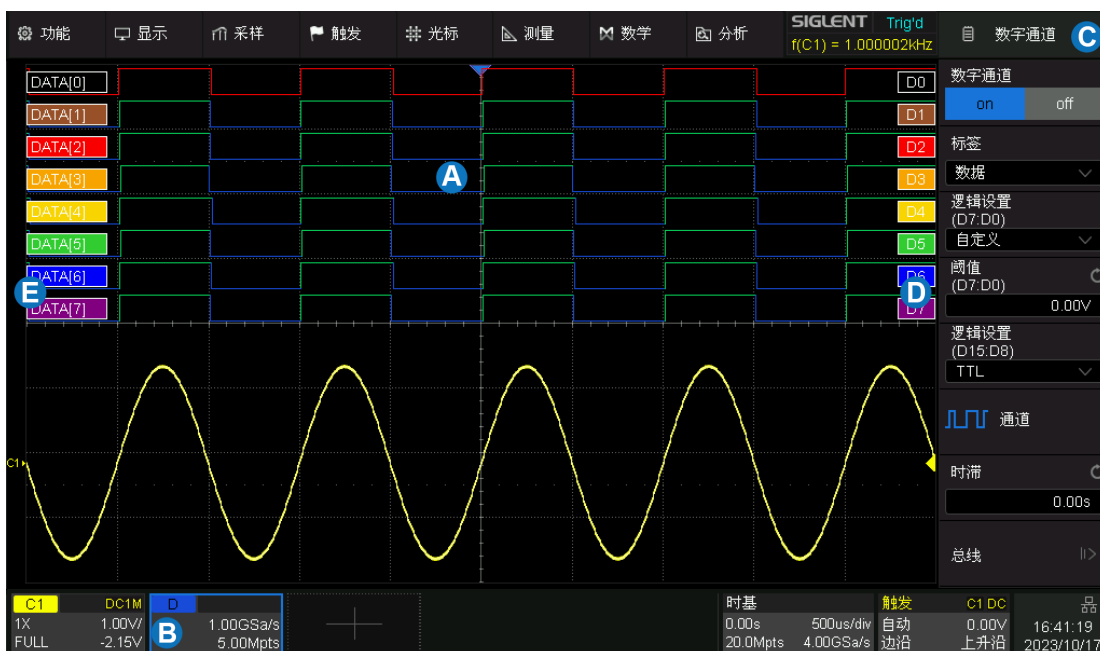 功能 显示 采样 触发 光标 测量 数学 分析 SIGLENT Trig'd
f(C1) = 1.000002kHz
数字通道 C
数字通道
on off
标签
数据
逻辑设置
(D7:D0)
自定义
阈值
(D7:D0)
0.00V
逻辑设置
(D15:D8)
TTL
通道
时滞
0.00s
总线
DATA[0] D0
DATA[1] D1
DATA[2] D2
DATA[3] A D3
DATA[4] D4
DATA[5] D5
DATA[6] D6
E D
DATA[7] D7
C1
C1 DC1M
1X 1.00V/
FULL -2.15V
D
B 1.00GSa/s
5.00Mpts
时基
0.00s 500us/div
20.0Mpts 4.00GSa/s
触发 C1 DC
自动 0.00V
边沿 上升沿
16:41:19
2023/10/17